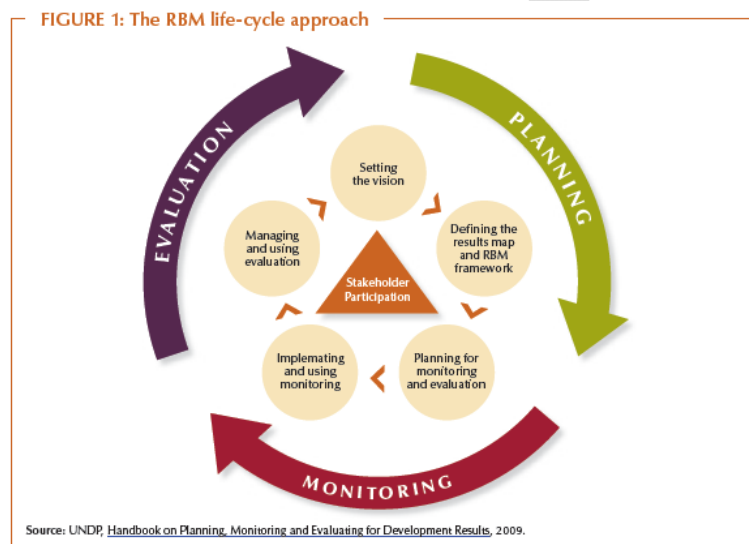 FIGURE 1: The RBM life-cycle approach
EVALUATION
PLANNING
Setting
the vision
Managing
and using
evaluation
Defining the
results map
and RBM
framework
Stakeholder
Participation
Implemating
and using
monitoring
Planning for
monitoring
and evaluation
MONITORING
Source: UNDP, Handbook on Planning, Monitoring and Evaluating for Development Results, 2009.